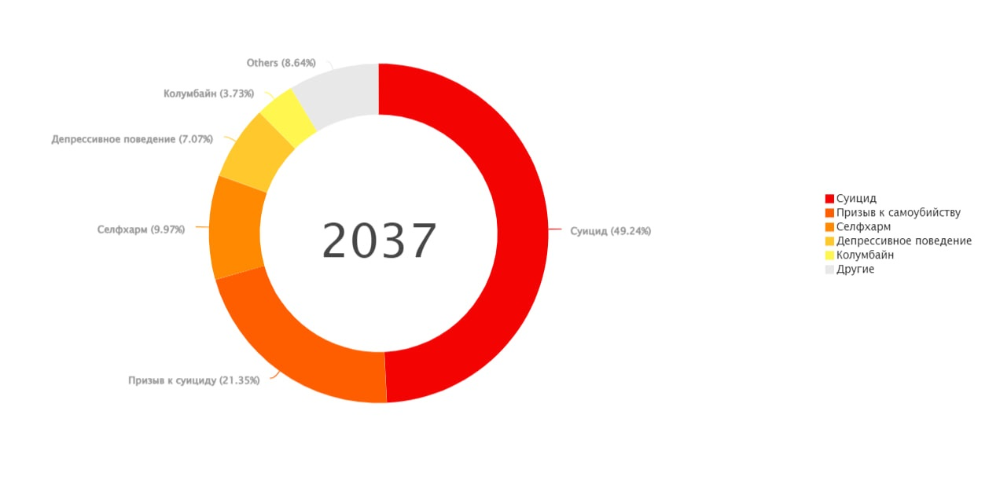 Others (8.64%)
Колумбайн (3.73%)
Депрессивное поведение (7.07%)
Селфхарм (9.97%)
Призыв к суициду (21.35%)
2037
Суицид (49.24%)
Суицид
Призыв к самоубийству
Селфхарм
Депрессивное поведение
Колумбайн
Другие